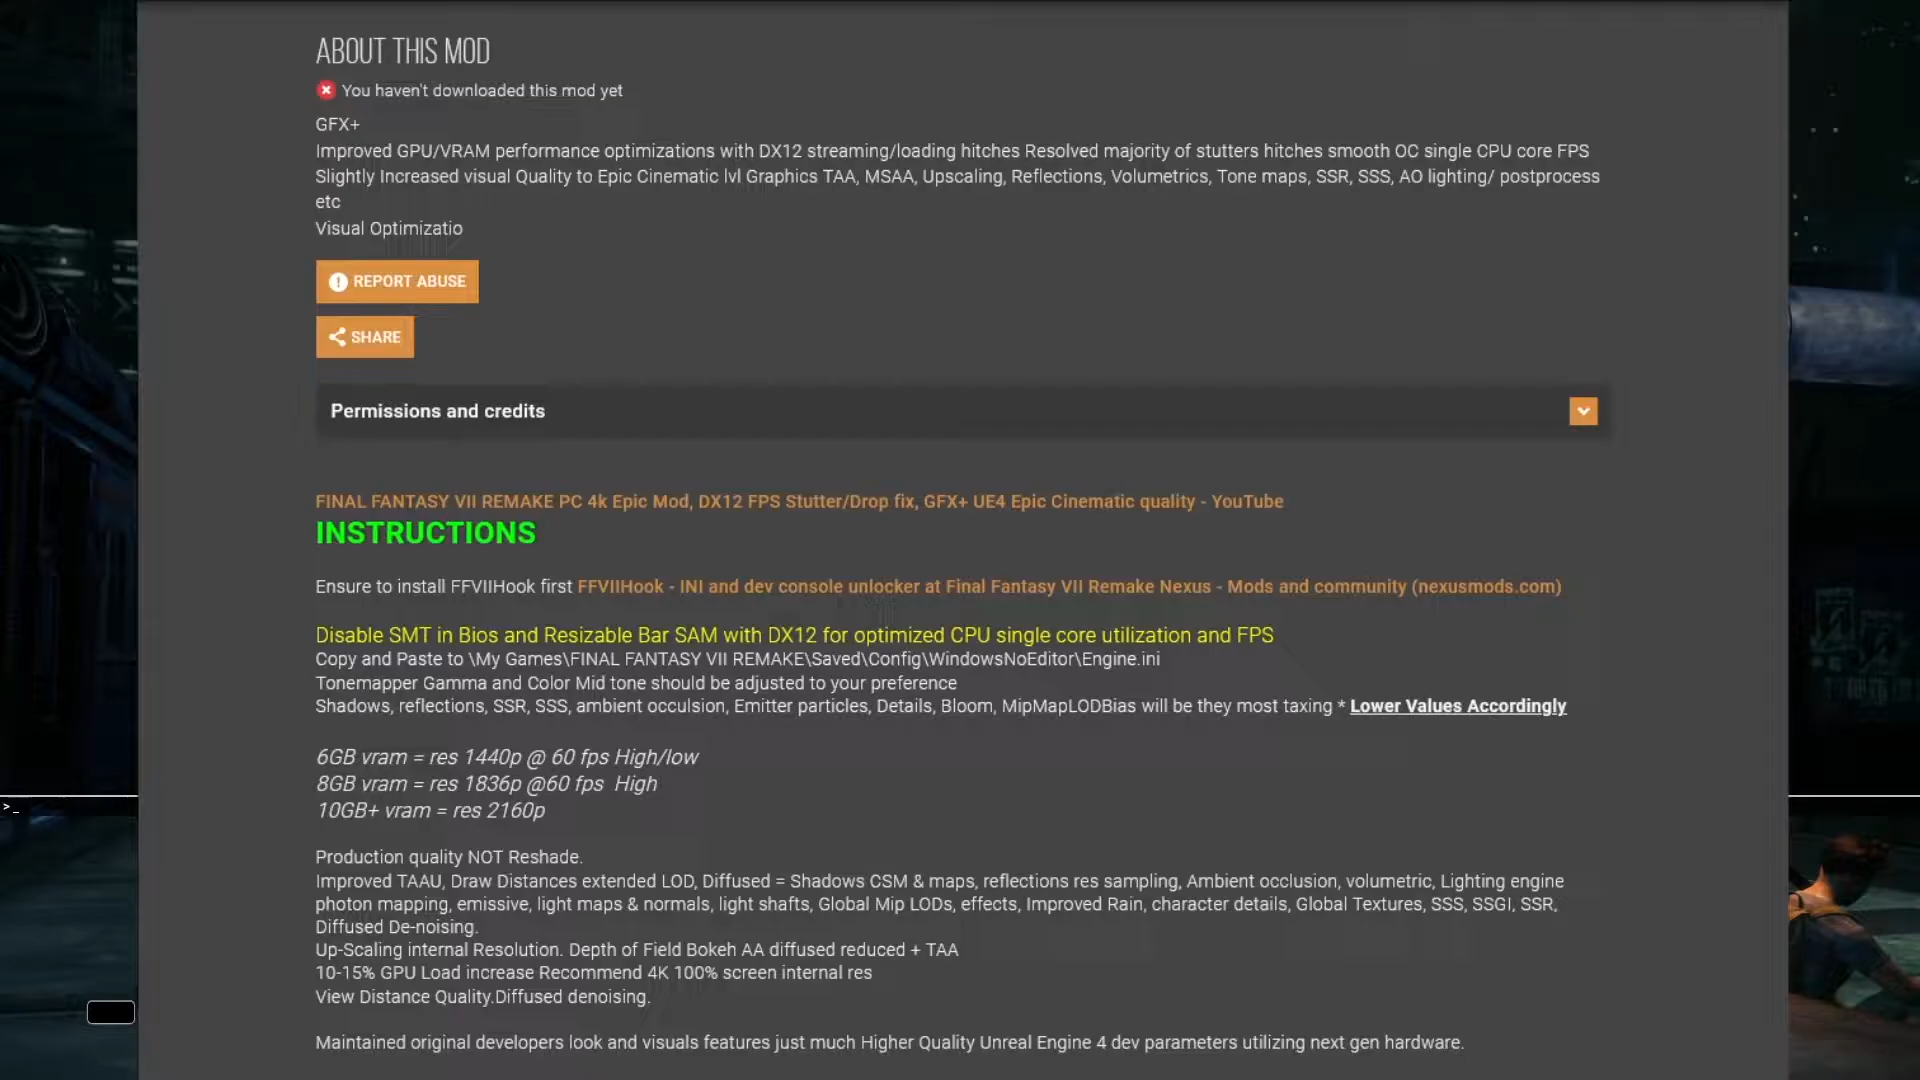 ABOUT THIS MOD
You haven't downloaded this mod yet
GFX+
Improved GPU/VRAM performance optimizations with DX12 streaming/loading hitches Resolved majority of stutters hitches smooth OC single CPU core FPS
Slightly Increased visual Quality to Epic Cinematic lvl Graphics TAA, MSAA, Upscaling, Reflections, Volumetrics, Tone maps, SSR, SSS, AO lighting/ postprocess
etc
Visual Optimizatio
REPORT ABUSE
SHARE
Permissions and credits
FINAL FANTASY VII REMAKE PC 4k Epic Mod, DX12 FPS Stutter/Drop fix, GFX+ UE4 Epic Cinematic quality - YouTube
INSTRUCTIONS
Ensure to install FFVIIHook first FFVIIHook - INI and dev console unlocker at Final Fantasy VII Remake Nexus - Mods and community (nexusmods.com)
Disable SMT in Bios and Resizable Bar SAM with DX12 for optimized CPU single core utilization and FPS
Copy and Paste to \My Games\FINAL FANTASY VII REMAKE\Saved\Config\WindowsNoEditor\Engine.ini
Tonemapper Gamma and Color Mid tone should be adjusted to your preference
Shadows, reflections, SSR, SSS, ambient occulsion, Emitter particles, Details, Bloom, MipMapLODBias will be they most taxing * Lower Values Accordingly
6GB vram = res 1440p @ 60 fps High/low
8GB vram = res 1836p @60 fps  High
10GB+ vram = res 2160p
>_
Production quality NOT Reshade.
Improved TAAU, Draw Distances extended LOD, Diffused = Shadows CSM & maps, reflections res sampling, Ambient occlusion, volumetric, Lighting engine
photon mapping, emissive, light maps & normals, light shafts, Global Mip LODs, effects, Improved Rain, character details, Global Textures, SSS, SSGI, SSR,
Diffused De-noising.
Up-Scaling internal Resolution. Depth of Field Bokeh AA diffused reduced + TAA
10-15% GPU Load increase Recommend 4K 100% screen internal res
View Distance Quality.Diffused denoising.
Maintained original developers look and visuals features just much Higher Quality Unreal Engine 4 dev parameters utilizing next gen hardware.